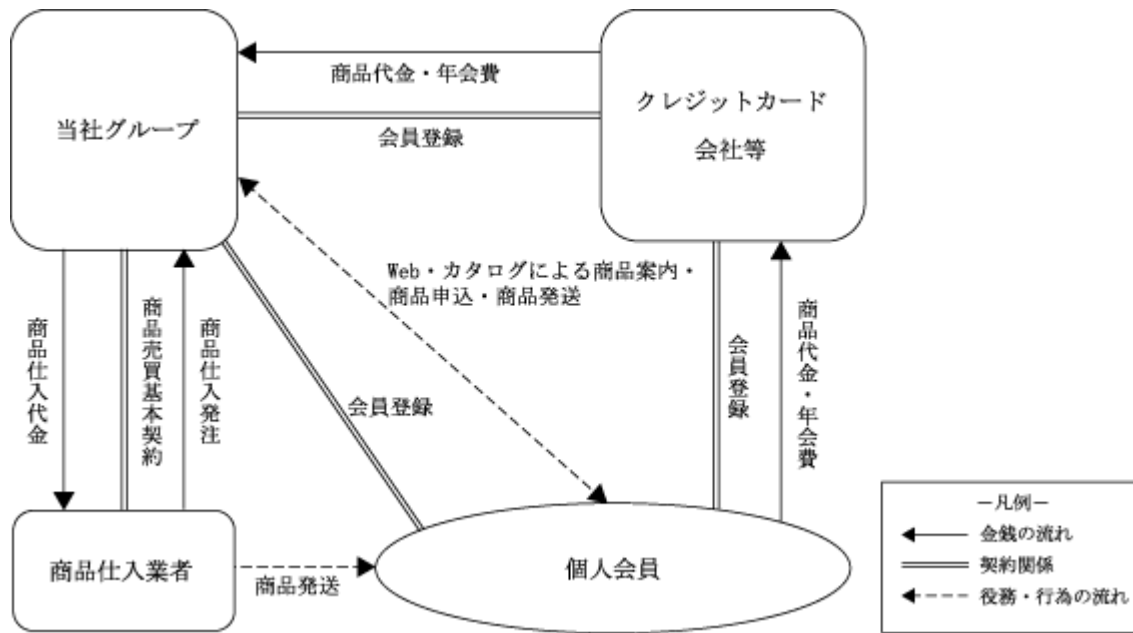 当社グループ
商品代金・年会費
会員登録
クレジットカード
会社等
Web・カタログによる商品案内・
商品申込・商品発送
商品仕入代金
商品売買基本契約
商品仕入発注
会員登録
会員登録
商品代金・年会費
商品仕入業者
商品発送
個人会員
－凡例－
金銭の流れ
契約関係
役務・行為の流れ